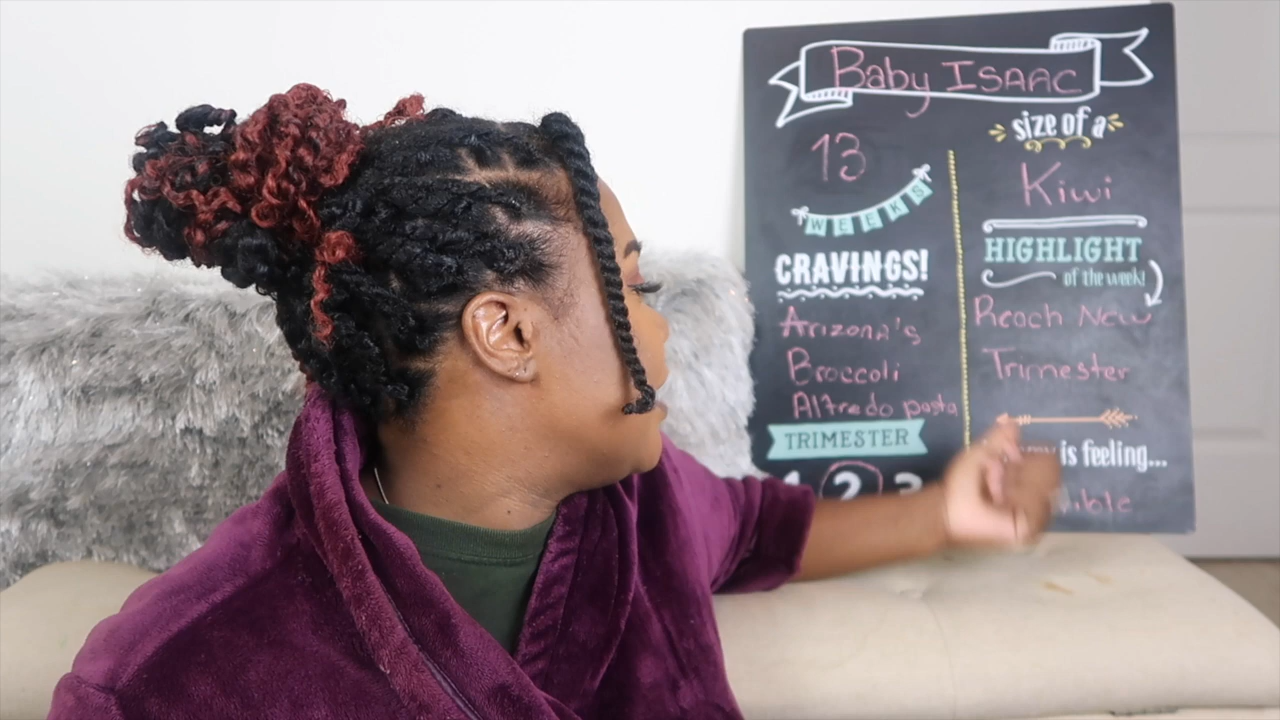 Baby ISAAC
13
WEEKS
CRAVINGS!
Arizona's
Broccoli
Alfredo pasta
TRIMESTER
1 2 3
size of a
Kiwi
HIGHLIGHT
of the week!
Reach New
Trimester
is feeling...